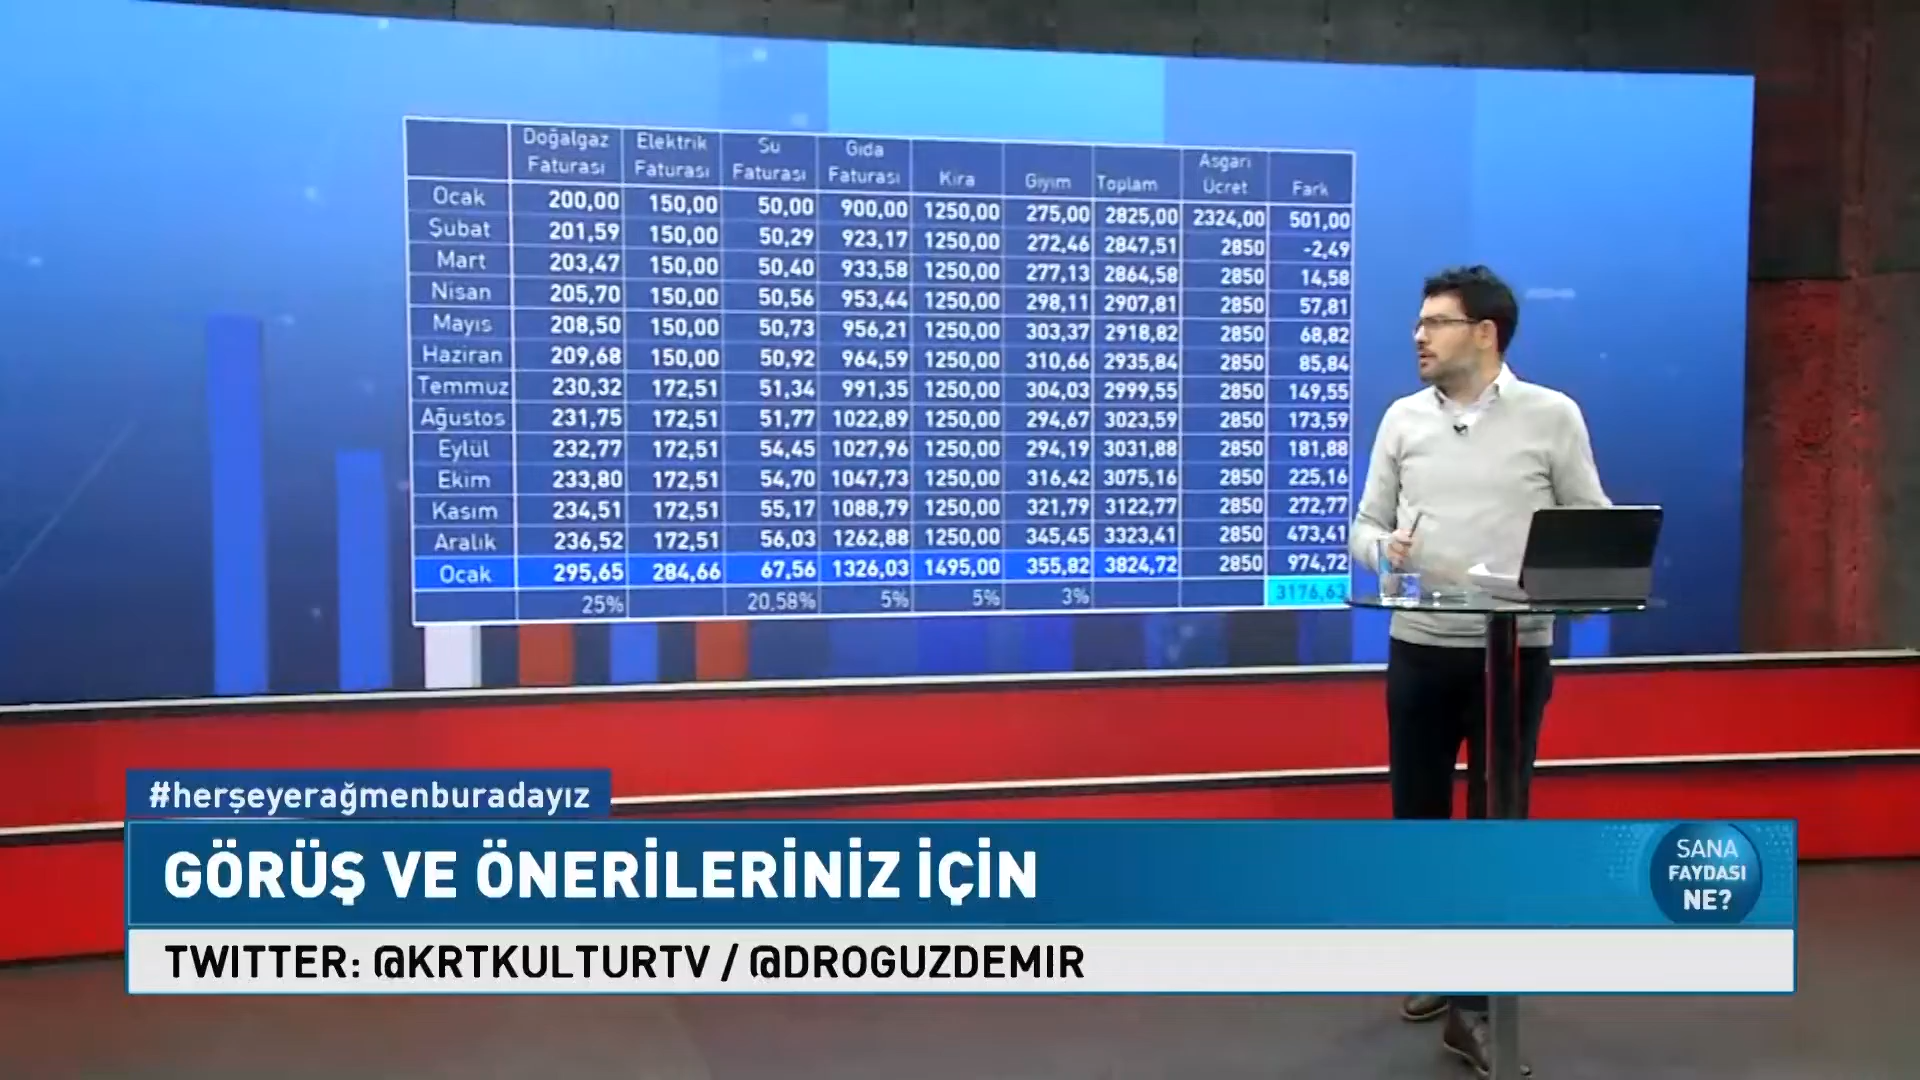 Doğalgaz Faturası Elektrik Faturası Su Faturası Gıda Faturası Kira Giyim Toplam Asgari Ücret Fark
Ocak 200,00 150,00 50,00 900,00 1250,00 275,00 2825,00 2324,00 501,00
Şubat 201,59 150,00 50,29 923,17 1250,00 272,46 2847,51 2850 -2,49
Mart 203,47 150,00 50,40 933,58 1250,00 277,13 2864,58 2850 14,58
Nisan 205,70 150,00 50,56 953,44 1250,00 298,11 2907,81 2850 57,81
Mayıs 208,50 150,00 50,73 956,21 1250,00 303,37 2918,82 2850 68,82
Haziran 209,68 150,00 50,92 964,59 1250,00 310,66 2935,84 2850 85,84
Temmuz 230,32 172,51 51,34 991,35 1250,00 304,03 2999,55 2850 149,55
Ağustos 231,75 172,51 51,77 1022,89 1250,00 294,67 3023,59 2850 173,59
Eylül 232,77 172,51 54,45 1027,96 1250,00 294,19 3031,88 2850 181,88
Ekim 233,80 172,51 54,70 1047,73 1250,00 316,42 3075,16 2850 225,16
Kasım 234,51 172,51 55,17 1088,79 1250,00 321,79 3122,77 2850 272,77
Aralık 236,52 172,51 56,03 1262,88 1250,00 345,45 3323,41 2850 473,41
Ocak 295,65 284,66 67,56 1326,03 1495,00 355,82 3824,72 2850 974,72
25% 20,58% 5% 5% 3% 3176,63
#herşeyerağmenburadayız
GÖRÜŞ VE ÖNERİLERİNİZ İÇİN
SANA
FAYDASI
NE?
TWITTER: @KRTKULTURTV / @DROGUZDEMIR